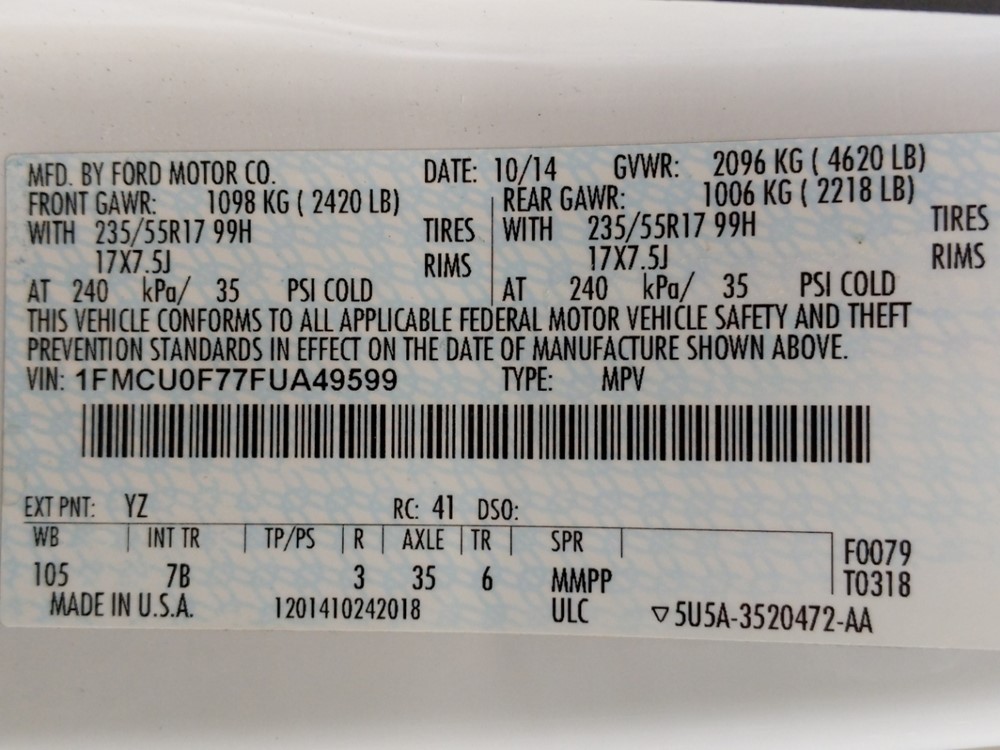 MFD. BY FORD MOTOR CO. DATE: 10/14 GVWR: 2096 KG ( 4620 LB)
FRONT GAWR: 1098 KG ( 2420 LB) REAR GAWR: 1006 KG ( 2218 LB)
WITH 235/55R17 99H TIRES WITH 235/55R17 99H TIRES
17X7.5J RIMS 17X7.5J RIMS
AT 240 kPa/ 35 PSI COLD AT 240 kPa/ 35 PSI COLD
THIS VEHICLE CONFORMS TO ALL APPLICABLE FEDERAL MOTOR VEHICLE SAFETY AND THEFT
PREVENTION STANDARDS IN EFFECT ON THE DATE OF MANUFACTURE SHOWN ABOVE.
VIN: 1FMCU0F77FUA49599 TYPE: MPV
EXT PNT: YZ RC: 41 DSO:
WB INT TR TP/PS R AXLE TR SPR F0079
105 7B 3 35 6 MMPP T0318
MADE IN U.S.A. 1201410242018 ULC ▽5U5A-3520472-AA